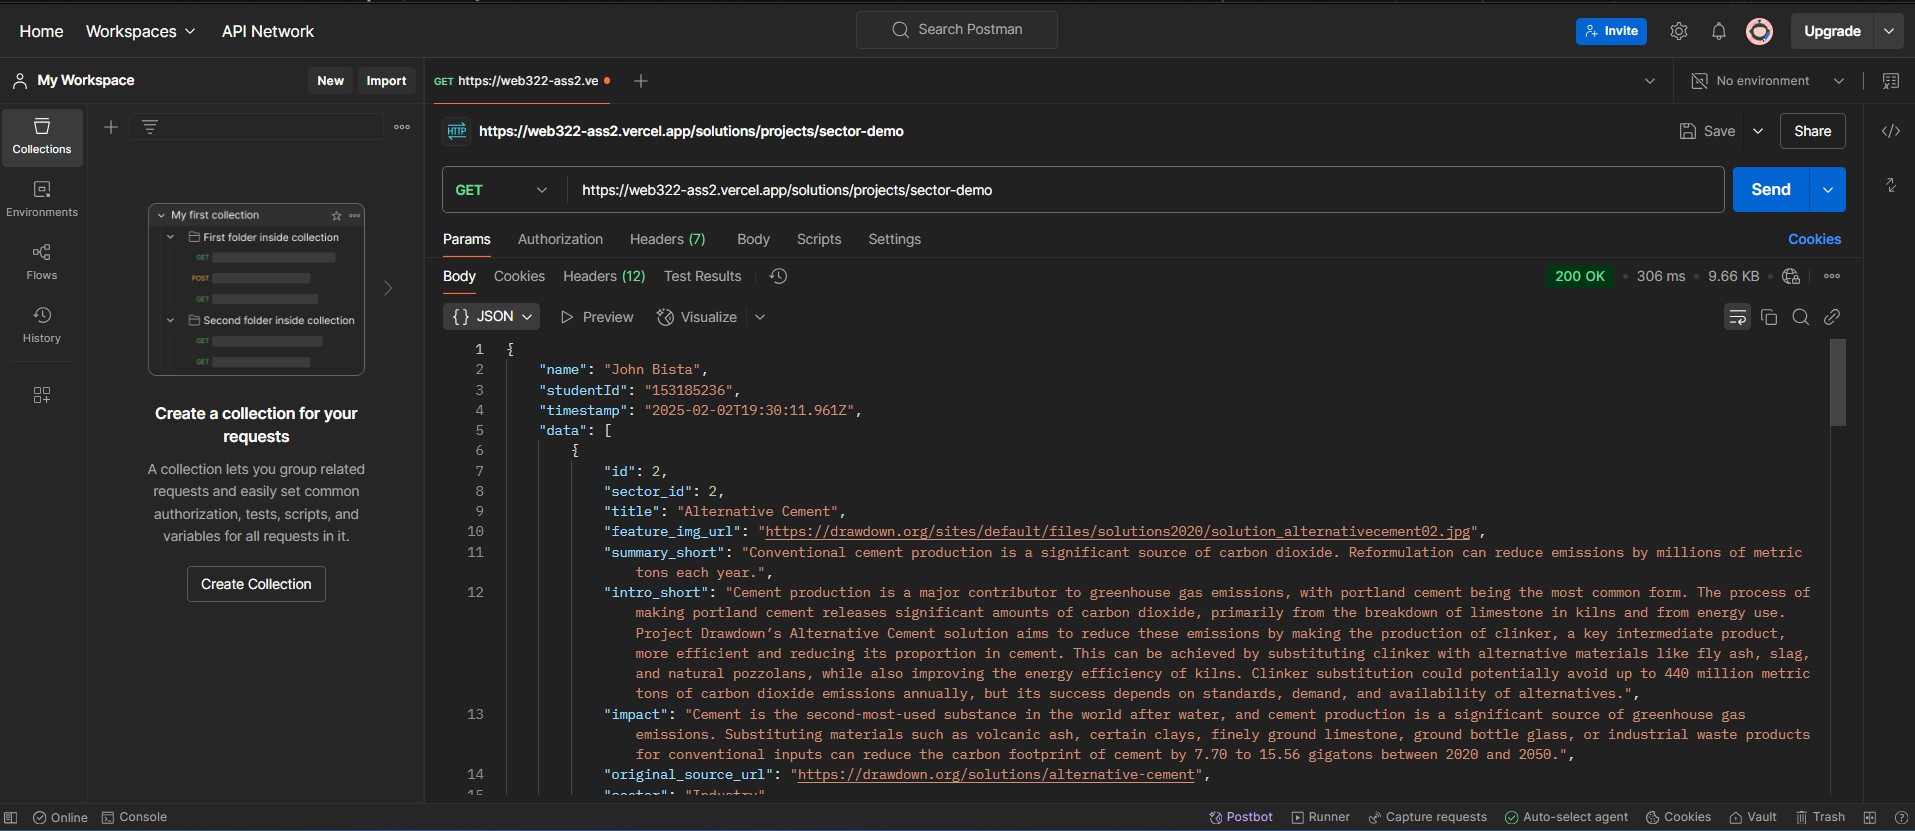 Home Workspaces API Network Search Postman Invite Upgrade
My Workspace New Import GET https://web322-ass2.ve No environment
Collections
Environments
Flows
History
My first collection
First folder inside collection
GET
POST
GET
Second folder inside collection
GET
GET
Create a collection for your
requests
A collection lets you group related
requests and easily set common
authorization, tests, scripts, and
variables for all requests in it.
Create Collection
HTTP https://web322-ass2.vercel.app/solutions/projects/sector-demo Save Share
GET https://web322-ass2.vercel.app/solutions/projects/sector-demo Send
Params Authorization Headers (7) Body Scripts Settings Cookies
Body Cookies Headers (12) Test Results 200 OK 306 ms 9.66 KB
{} JSON Preview Visualize
1 {
2 "name": "John Bista",
3 "studentId": "153185236",
4 "timestamp": "2025-02-02T19:30:11.961Z",
5 "data": [
6 {
7 "id": 2,
8 "sector_id": 2,
9 "title": "Alternative Cement",
10 "feature_img_url": "https://drawdown.org/sites/default/files/solutions2020/solution_alternativecement02.jpg",
11 "summary_short": "Conventional cement production is a significant source of carbon dioxide. Reformulation can reduce emissions by millions of metric
tons each year.",
12 "intro_short": "Cement production is a major contributor to greenhouse gas emissions, with portland cement being the most common form. The process of
making portland cement releases significant amounts of carbon dioxide, primarily from the breakdown of limestone in kilns and from energy use.
Project Drawdown’s Alternative Cement solution aims to reduce these emissions by making the production of clinker, a key intermediate product,
more efficient and reducing its proportion in cement. This can be achieved by substituting clinker with alternative materials like fly ash, slag,
and natural pozzolans, while also improving the energy efficiency of kilns. Clinker substitution could potentially avoid up to 440 million metric
tons of carbon dioxide emissions annually, but its success depends on standards, demand, and availability of alternatives.",
13 "impact": "Cement is the second-most-used substance in the world after water, and cement production is a significant source of greenhouse gas
emissions. Substituting materials such as volcanic ash, certain clays, finely ground limestone, ground bottle glass, or industrial waste products
for conventional inputs can reduce the carbon footprint of cement by 7.70 to 15.56 gigatons between 2020 and 2050.",
14 "original_source_url": "https://drawdown.org/solutions/alternative-cement",
15 "sector": "Industry"
Online Console Postbot Runner Capture requests Auto-select agent Cookies Vault Trash